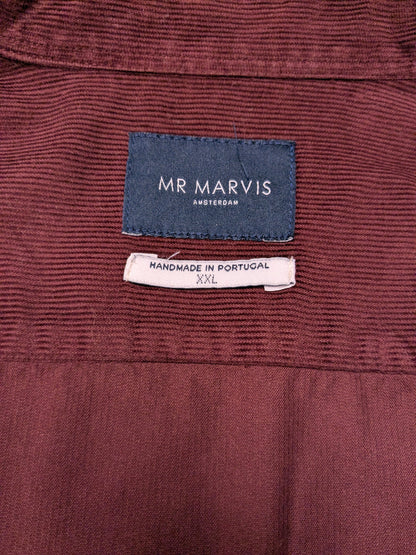 MR MARVIS
AMSTERDAM
HANDMADE IN PORTUGAL
XXL